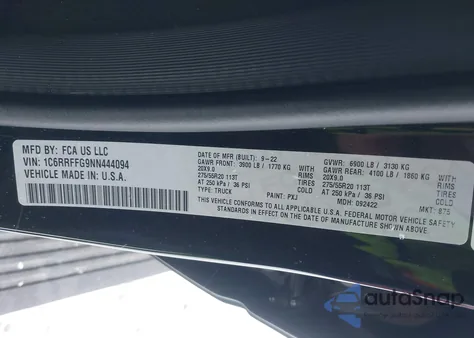 MFD BY: FCA US LLC
VIN: 1C6RRFFG9NN444094
VEHICLE MADE IN: U.S.A.
DATE OF MFR (BUILT): 9-22 GVWR: 6900 LB / 3130 KG
GAWR FRONT: 3900 LB / 1770 KG GAWR REAR: 4100 LB / 1860 KG
20X9.0 RIMS 20X9.0 RIMS
275/55R20 113T TIRES 275/55R20 113T TIRES
AT 250 kPa / 36 PSI COLD AT 250 kPa / 36 PSI COLD
TYPE: TRUCK PAINT: PXJ MDH: 092422 MKT: 875
THIS VEHICLE CONFORMS TO ALL APPLICABLE U.S.A. FEDERAL MOTOR VEHICLE SAFETY
STANDARDS IN EFFECT ON THE DATE OF MANUFACTURE SHOWN ABOVE.
autoSnap